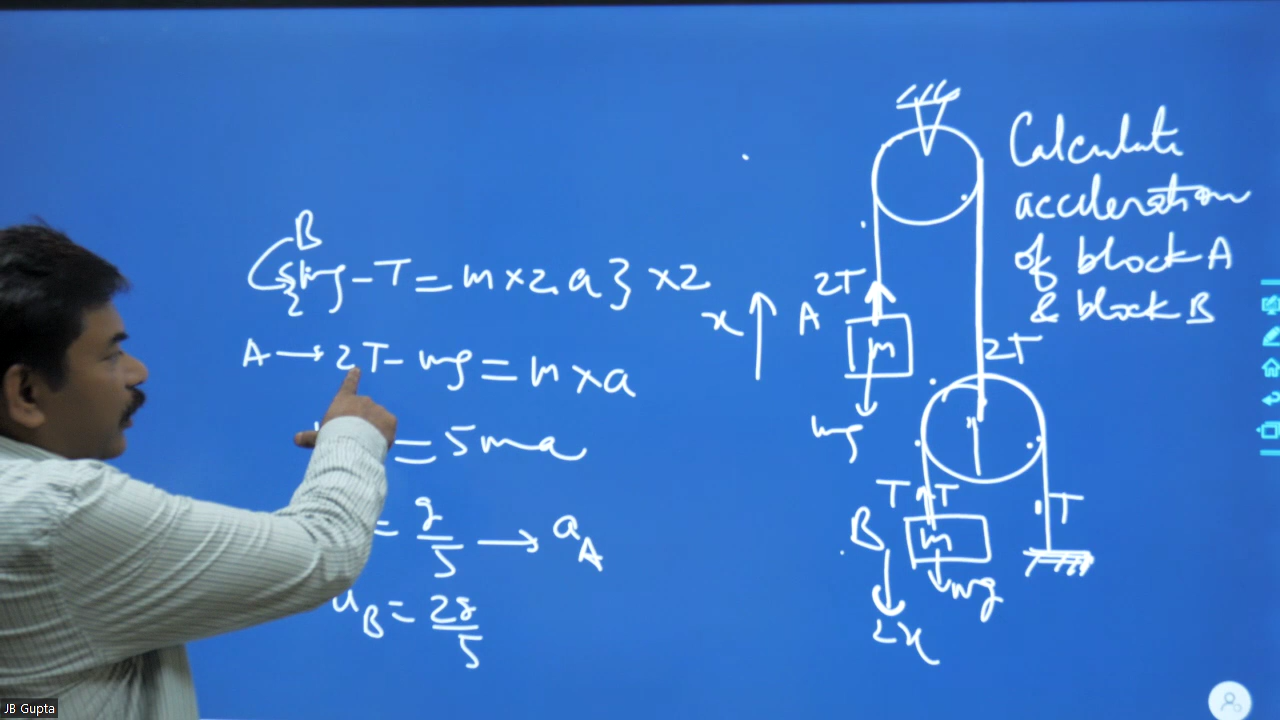 B
mg - T = m x 2a } x 2
A → 2T - mg = m x a
= 5ma
= g/5 → aA
aB = 2g/5
x
A
2T
m
mg
2T
T
T
T
B
m
mg
2x
Calculate
acceleration
of block A
& block B
JB Gupta